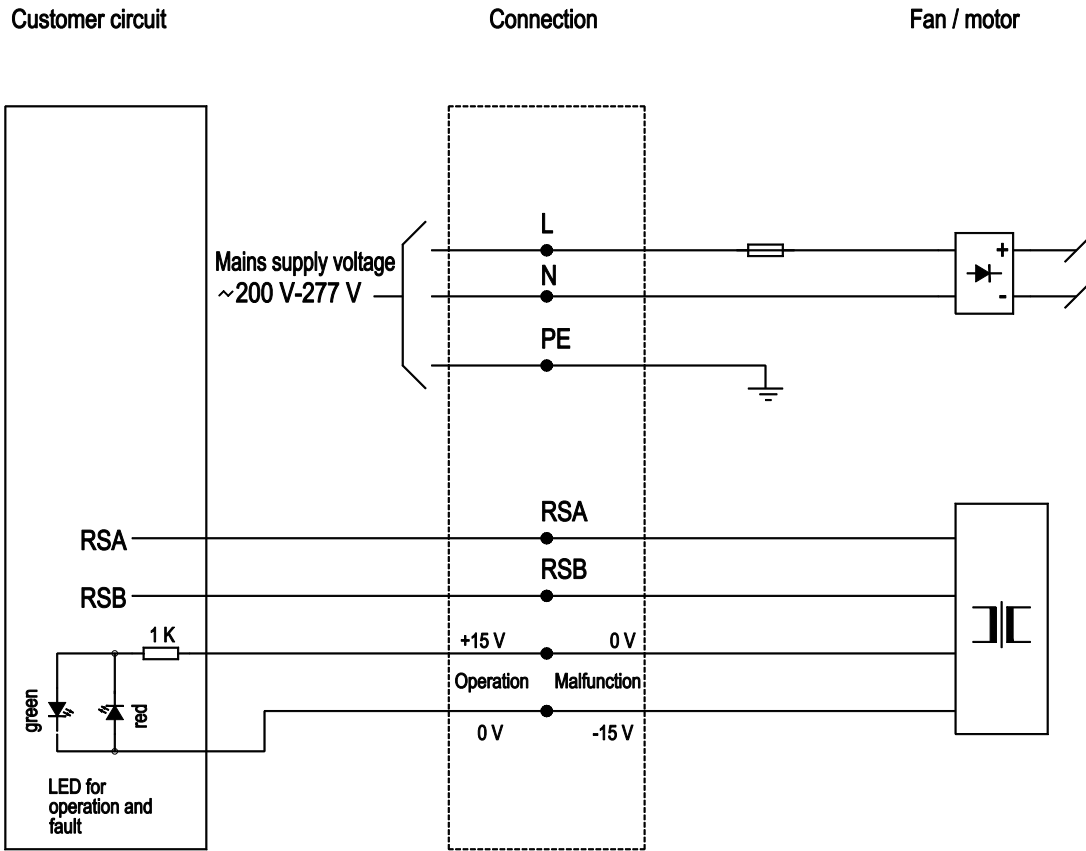 Customer circuit
Connection
Fan / motor
L
Mains supply voltage
~200 V-277 V
N
PE
+
-
RSA
RSA
RSB
RSB
1 K
+15 V
0 V
Operation
Malfunction
green
red
0 V
-15 V
LED for
operation and
fault